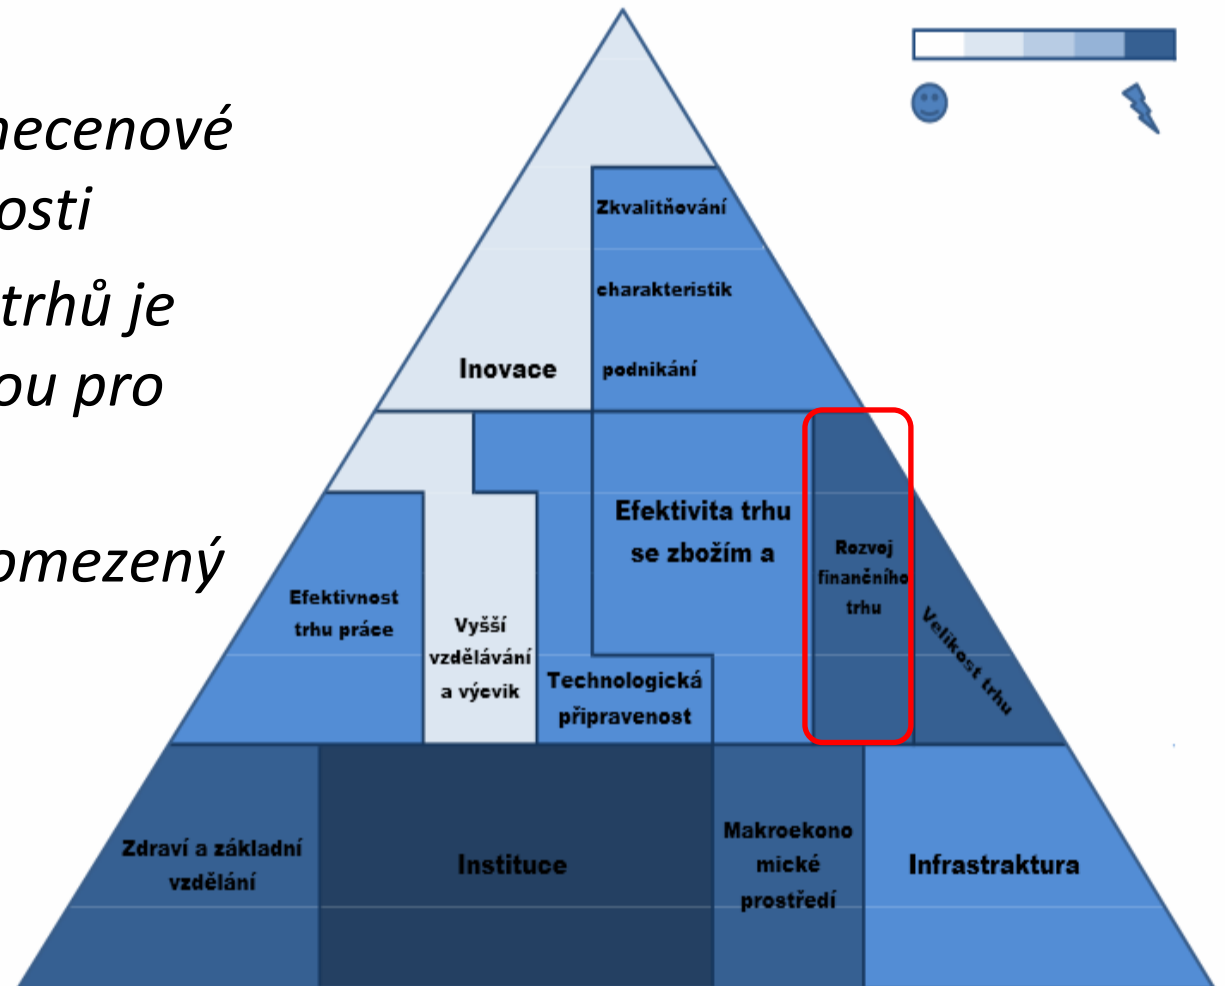 necenové
osti
trhů je
ou pro
omezený
Zkvalitňování
charakteristik
podnikání
Inovace
Efektivita trhu
se zbožím a
Rozvoj
finančního
trhu
Velikost trhu
Efektivnost
trhu práce
Vyšší
vzdělávání
a výcvik
Technologická
připravenost
Zdraví a základní
vzdělání
Instituce
Makroekono
mické
prostředí
Infrastraktura